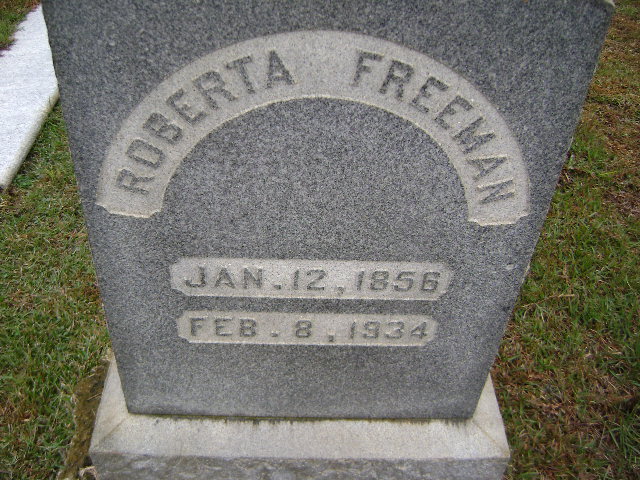 ROBERTA FREEMAN
JAN. 12, 1856
FEB. 8, 1934